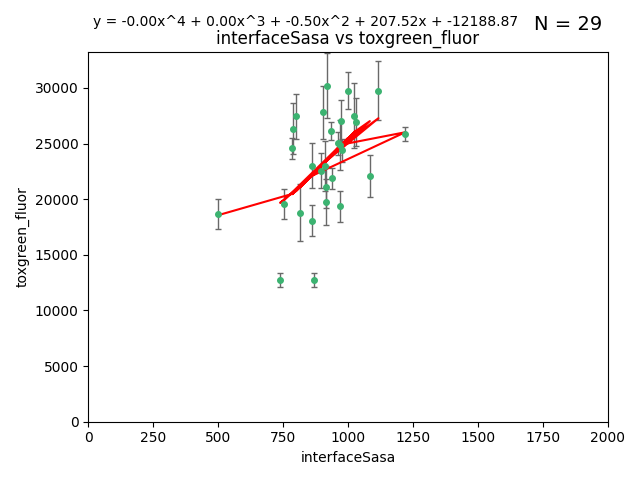 y = -0.00x^4 + 0.00x^3 + -0.50x^2 + 207.52x + -12188.87
N = 29
interfaceSasa vs toxgreen_fluor
30000
25000
20000
15000
10000
5000
0
toxgreen_fluor
0 250 500 750 1000 1250 1500 1750 2000
interfaceSasa